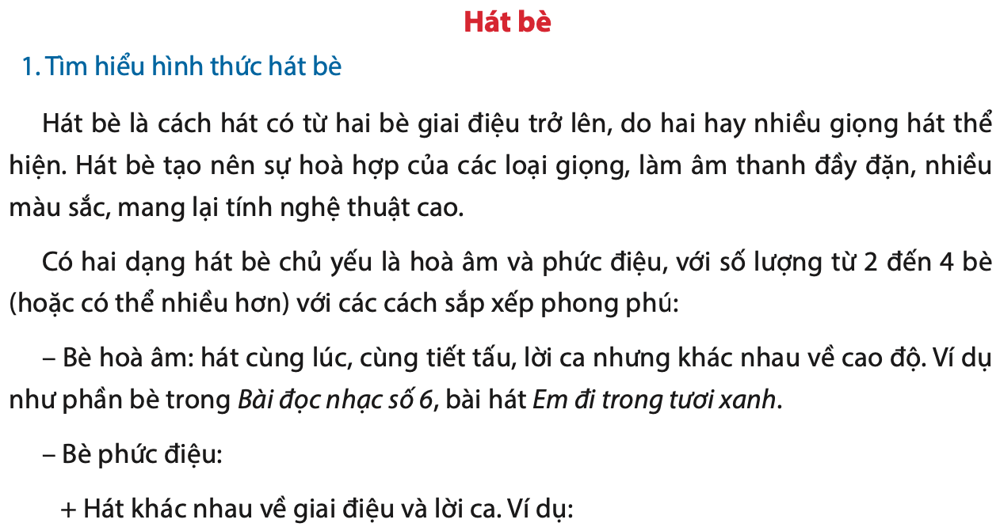 Hát bè
1. Tìm hiểu hình thức hát bè
Hát bè là cách hát có từ hai bè giai điệu trở lên, do hai hay nhiều giọng hát thể
hiện. Hát bè tạo nên sự hoà hợp của các loại giọng, làm âm thanh đầy đặn, nhiều
màu sắc, mang lại tính nghệ thuật cao.
Có hai dạng hát bè chủ yếu là hoà âm và phức điệu, với số lượng từ 2 đến 4 bè
(hoặc có thể nhiều hơn) với các cách sắp xếp phong phú:
– Bè hoà âm: hát cùng lúc, cùng tiết tấu, lời ca nhưng khác nhau về cao độ. Ví dụ
như phần bè trong Bài đọc nhạc số 6, bài hát Em đi trong tươi xanh.
– Bè phức điệu:
+ Hát khác nhau về giai điệu và lời ca. Ví dụ: